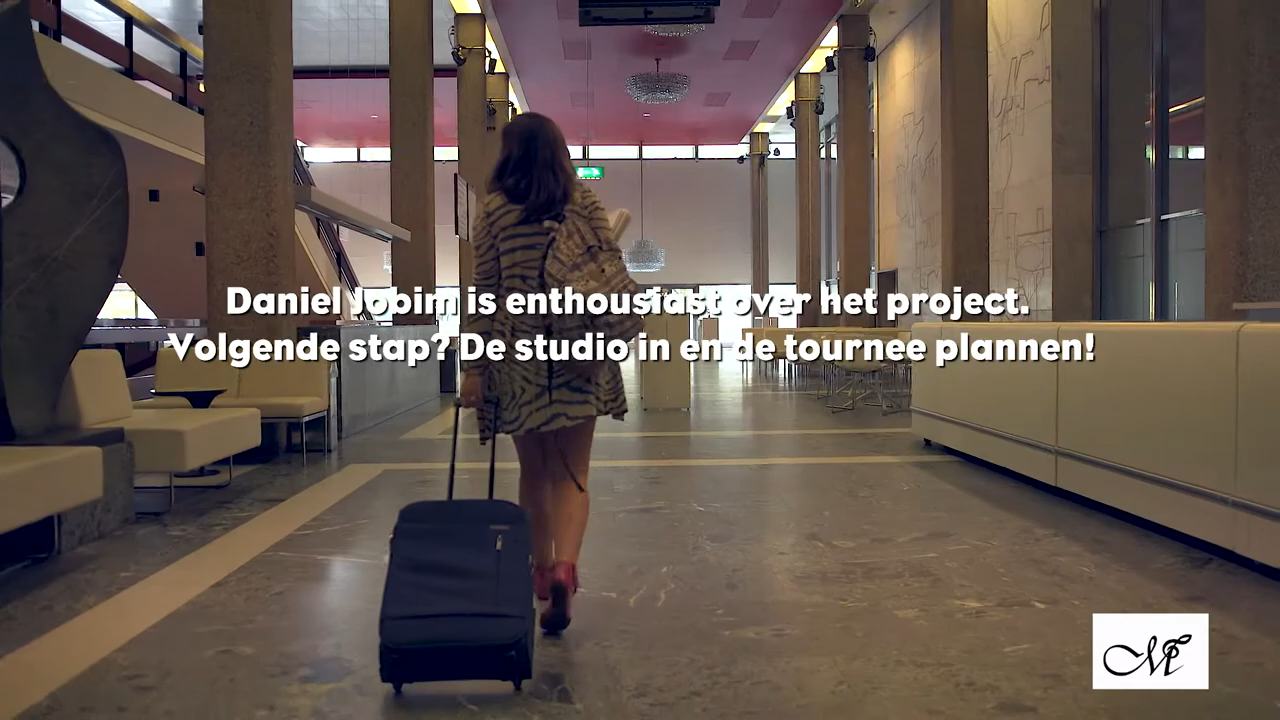 Daniel Jobim is enthousiast over het project.
Volgende stap? De studio in en de tournee plannen!